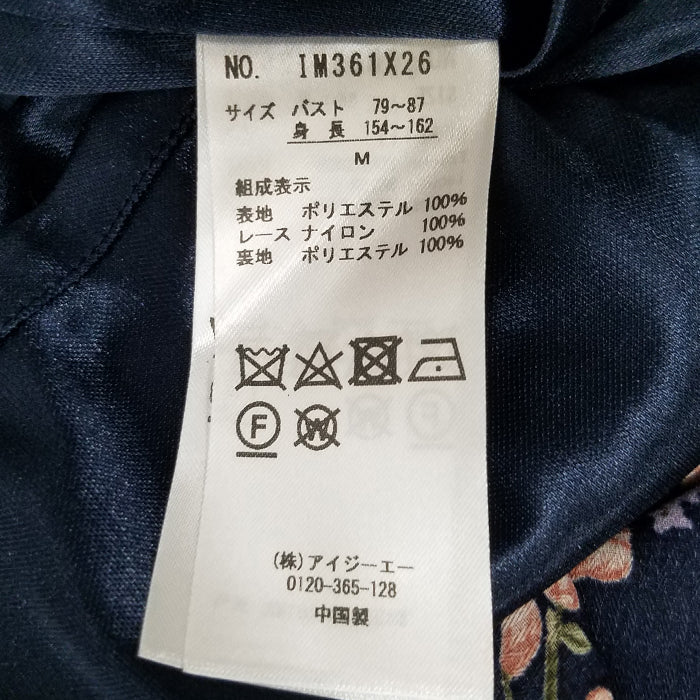 NO. IM361X26
サイズ バスト 79～87
身長 154～162
M
組成表示
表地 ポリエステル 100%
レース ナイロン 100%
裏地 ポリエステル 100%
F
W
(株)アイジーエー
0120-365-128
中国製